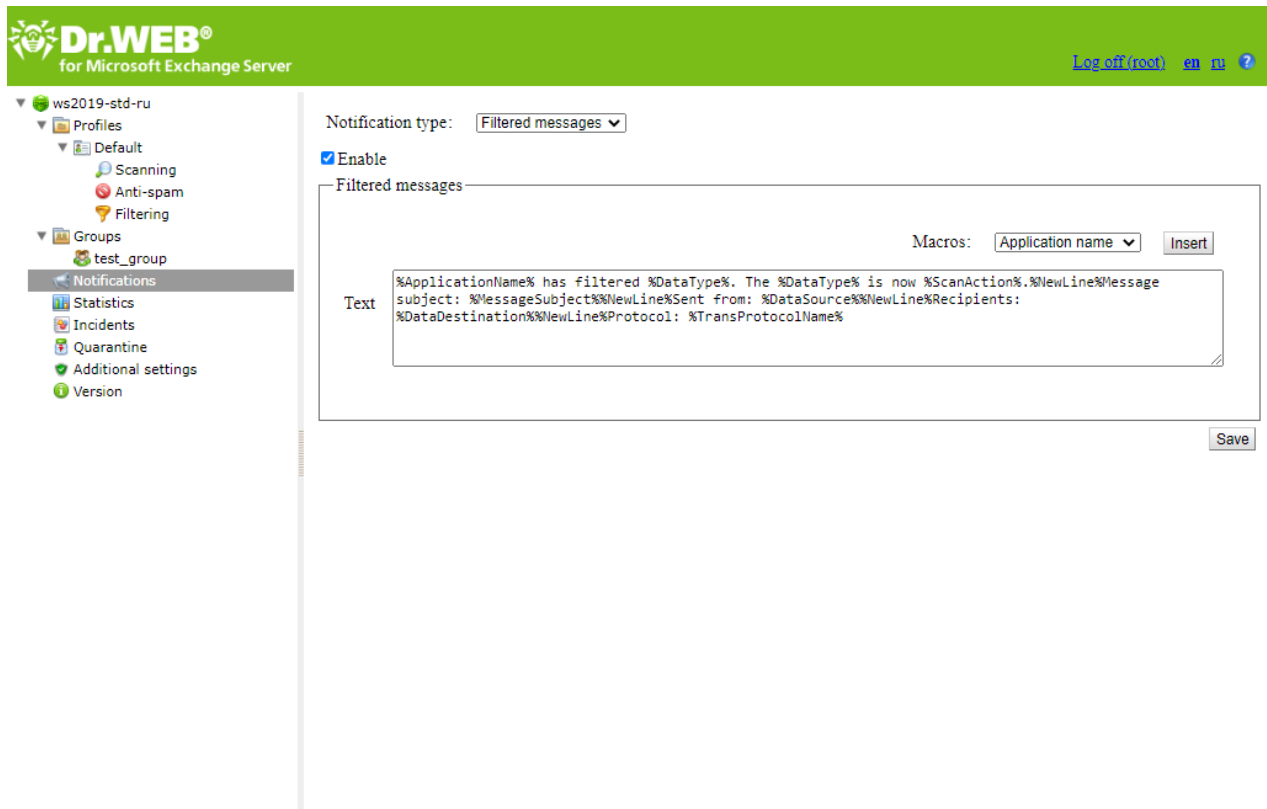 Dr.WEB®
for Microsoft Exchange Server
Log off (root) en ru ?
ws2019-std-ru
Profiles
Default
Scanning
Anti-spam
Filtering
Groups
test_group
Notifications
Statistics
Incidents
Quarantine
Additional settings
Version
Notification type: Filtered messages
Enable
Filtered messages
Macros: Application name Insert
Text
%ApplicationName% has filtered %DataType%. The %DataType% is now %ScanAction%.%NewLine%Message
subject: %MessageSubject%%NewLine%Sent from: %DataSource%%NewLine%Recipients:
%DataDestination%%NewLine%Protocol: %TransProtocolName%
Save